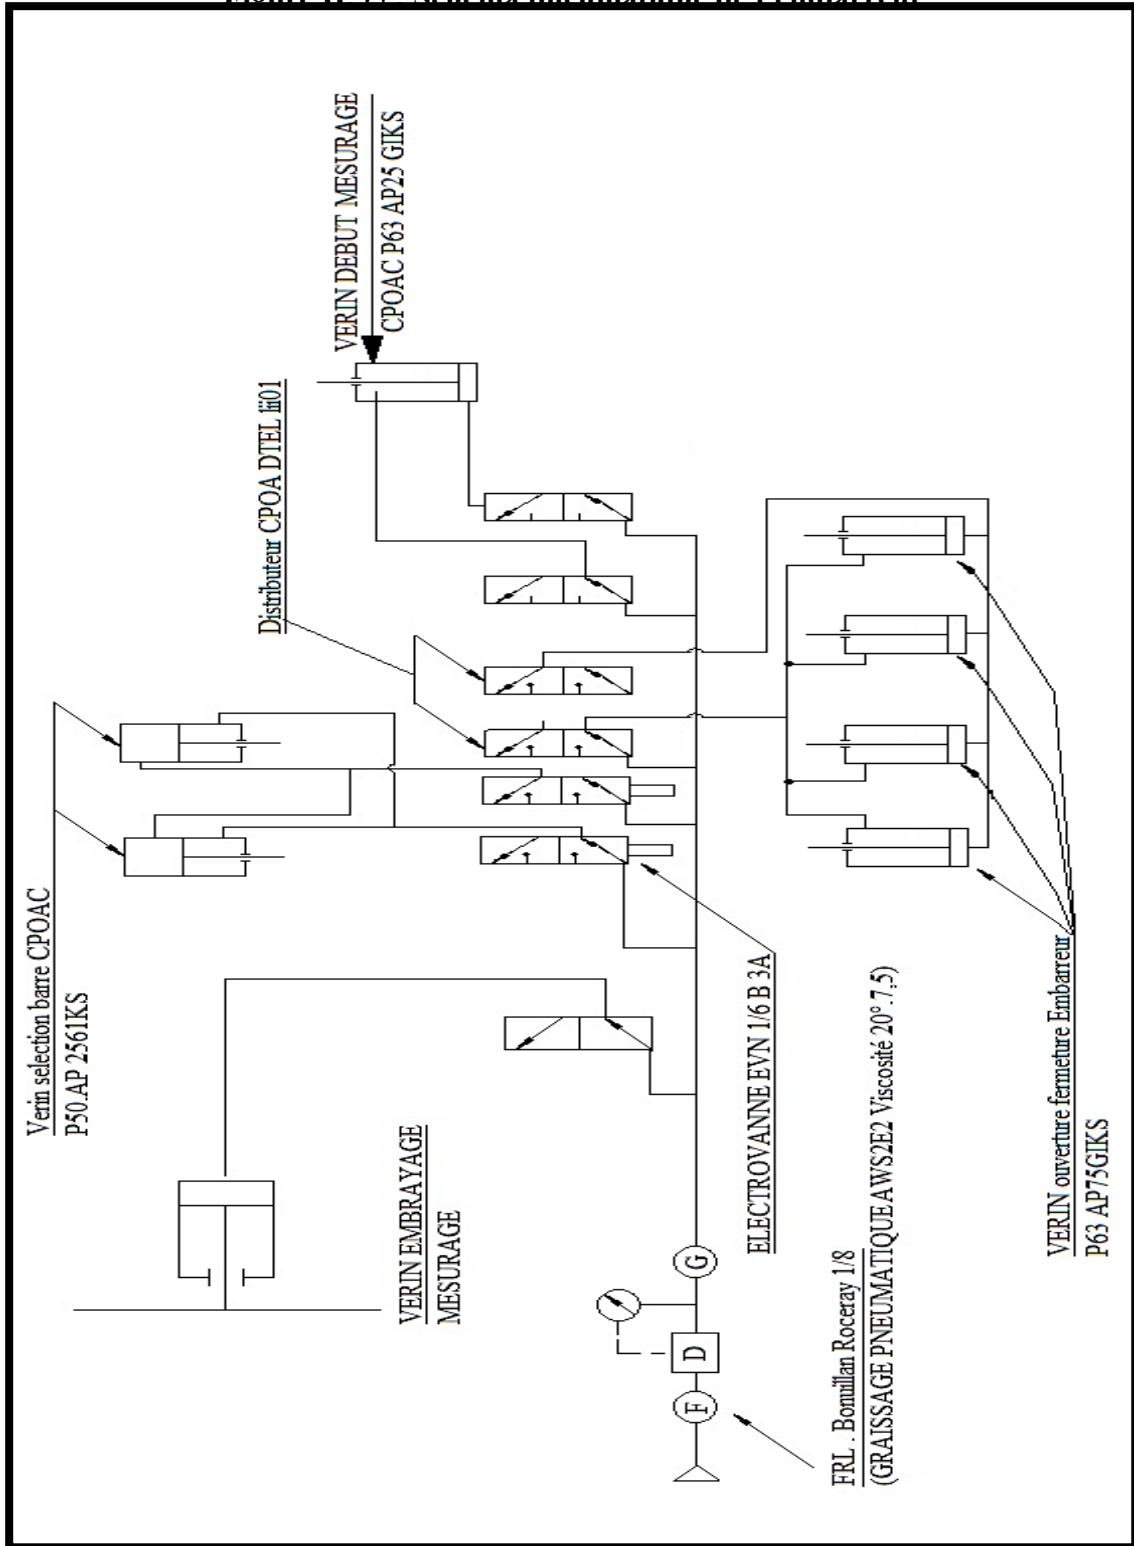 VERIN DEBUT MESURAGE
CPOAC P63 AP25 GIKS
Distributeur CPOA DTEL lii01
Verin selection barre CPOAC
P50.AP 2561KS
VERIN EMBRAYAGE
MESURAGE
ELECTROVANNE EVN 1/6 B 3A
VERIN ouverture fermeture Embarreur
P63 AP75GIKS
FRL . Bonuillan Roceray 1/8
(GRAISSAGE PNEUMATIQUE AWS2E2 Viscosité 20°.7,5)
F
D
G